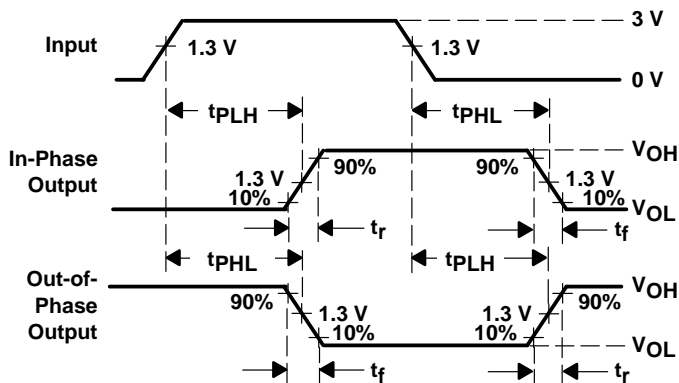 Input
1.3 V
1.3 V
3 V
0 V
tPLH
tPHL
In-Phase
Output
1.3 V
10%
90%
tr
90%
1.3 V
10%
tf
VOH
VOL
tPHL
tPLH
Out-of-
Phase
Output
90%
1.3 V
10%
tf
1.3 V
10%
90%
tr
VOH
VOL